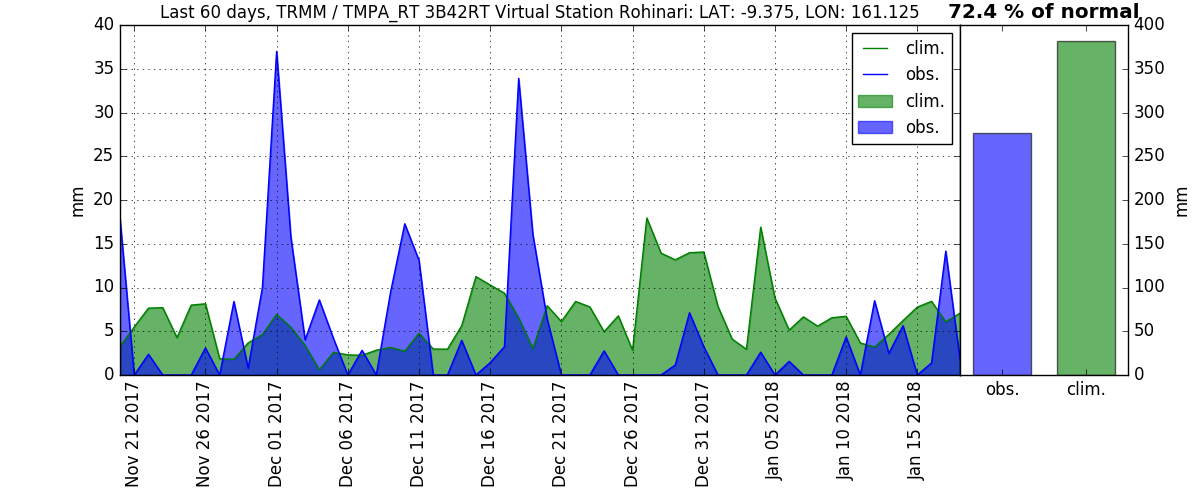 Last 60 days, TRMM / TMPA_RT 3B42RT Virtual Station Rohinari: LAT: -9.375, LON: 161.125
72.4 % of normal
40
35
30
25
20
15
10
5
0
mm
clim.
obs.
clim.
obs.
400
350
300
250
200
150
100
50
0
mm
Nov 21 2017
Nov 26 2017
Dec 01 2017
Dec 06 2017
Dec 11 2017
Dec 16 2017
Dec 21 2017
Dec 26 2017
Dec 31 2017
Jan 05 2018
Jan 10 2018
Jan 15 2018
obs.
clim.